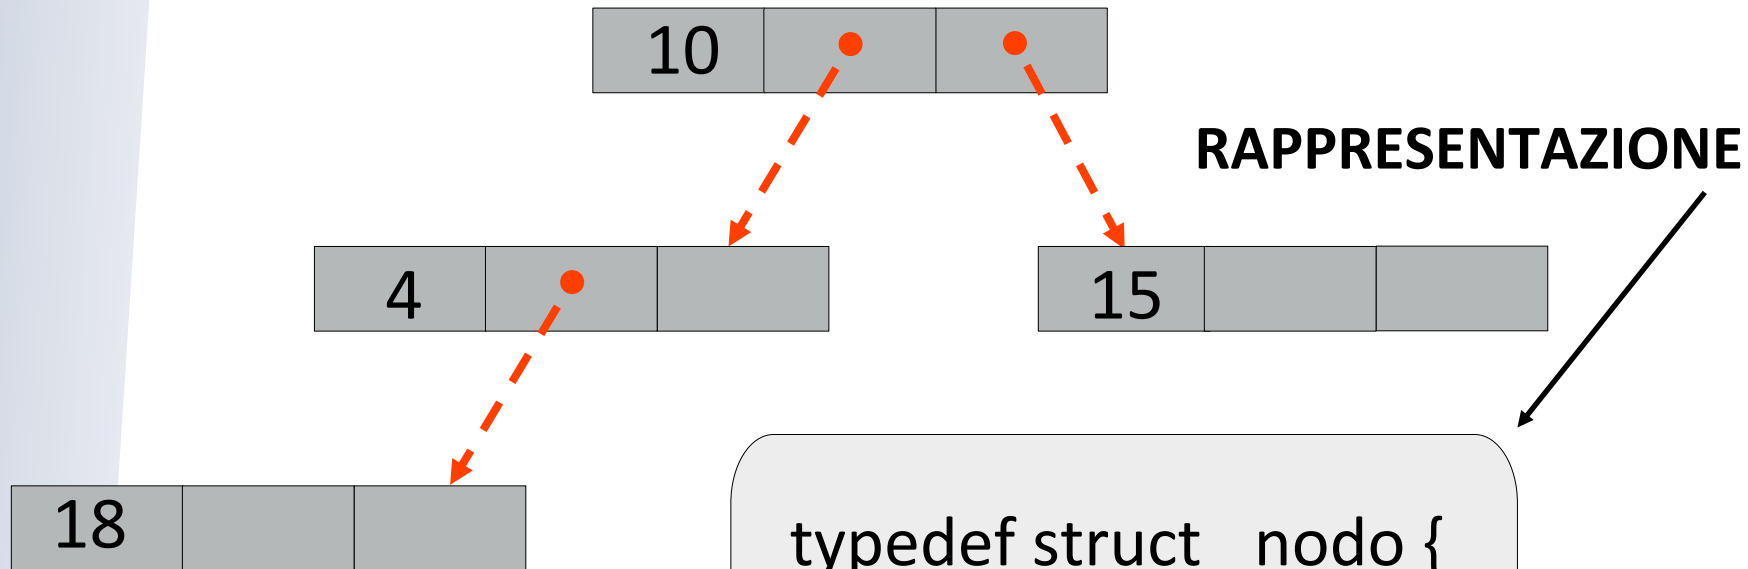 10
RAPPRESENTAZIONE
4
15
18
typedef struct nodo {